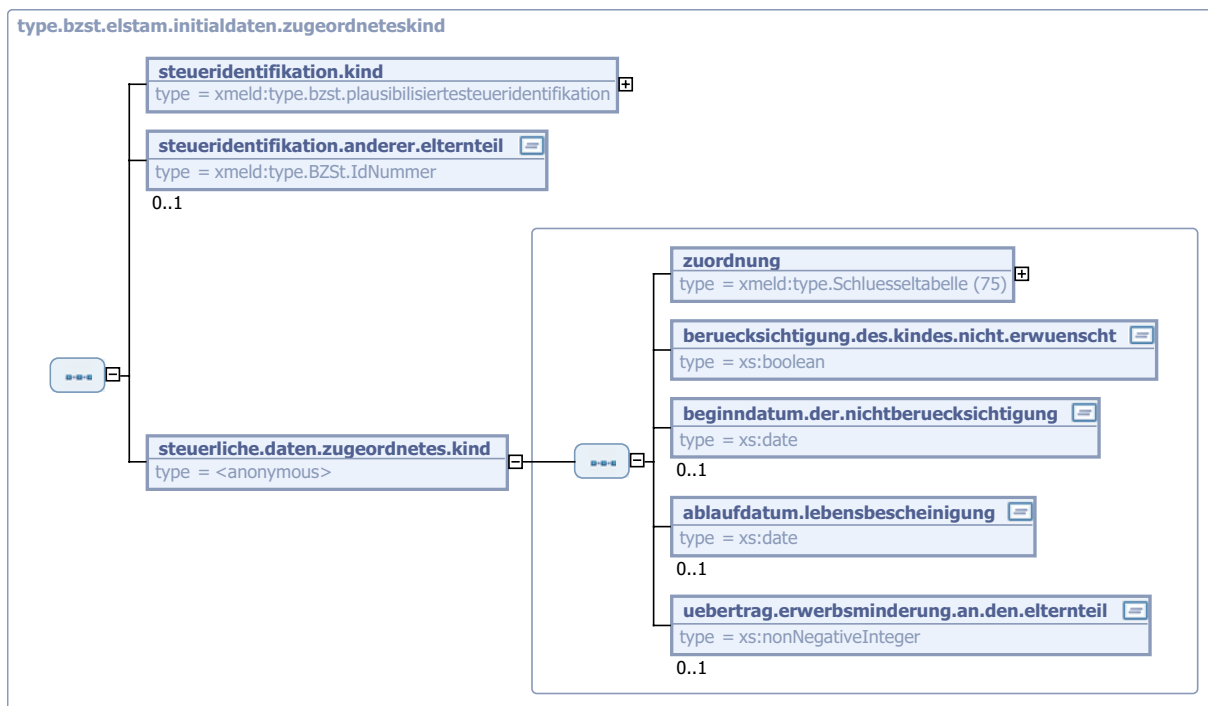 type.bzst.elstam.initialdaten.zugeordneteskind
steueridentifikation.kind
type = xmeld:type.bzst.plausibilisiertesteueridentifikation
steueridentifikation.anderer.elternteil
type = xmeld:type.BZSt.IdNummer
0..1
steuerliche.daten.zugeordnetes.kind
type = <anonymous>
zuordnung
type = xmeld:type.Schluesseltabelle (75)
beruecksichtigung.des.kindes.nicht.erwuenscht
type = xs:boolean
beginndatum.der.nichtberuecksichtigung
type = xs:date
0..1
ablaufdatum.lebensbescheinigung
type = xs:date
0..1
uebertrag.erwerbsminderung.an.den.elternteil
type = xs:nonNegativeInteger
0..1